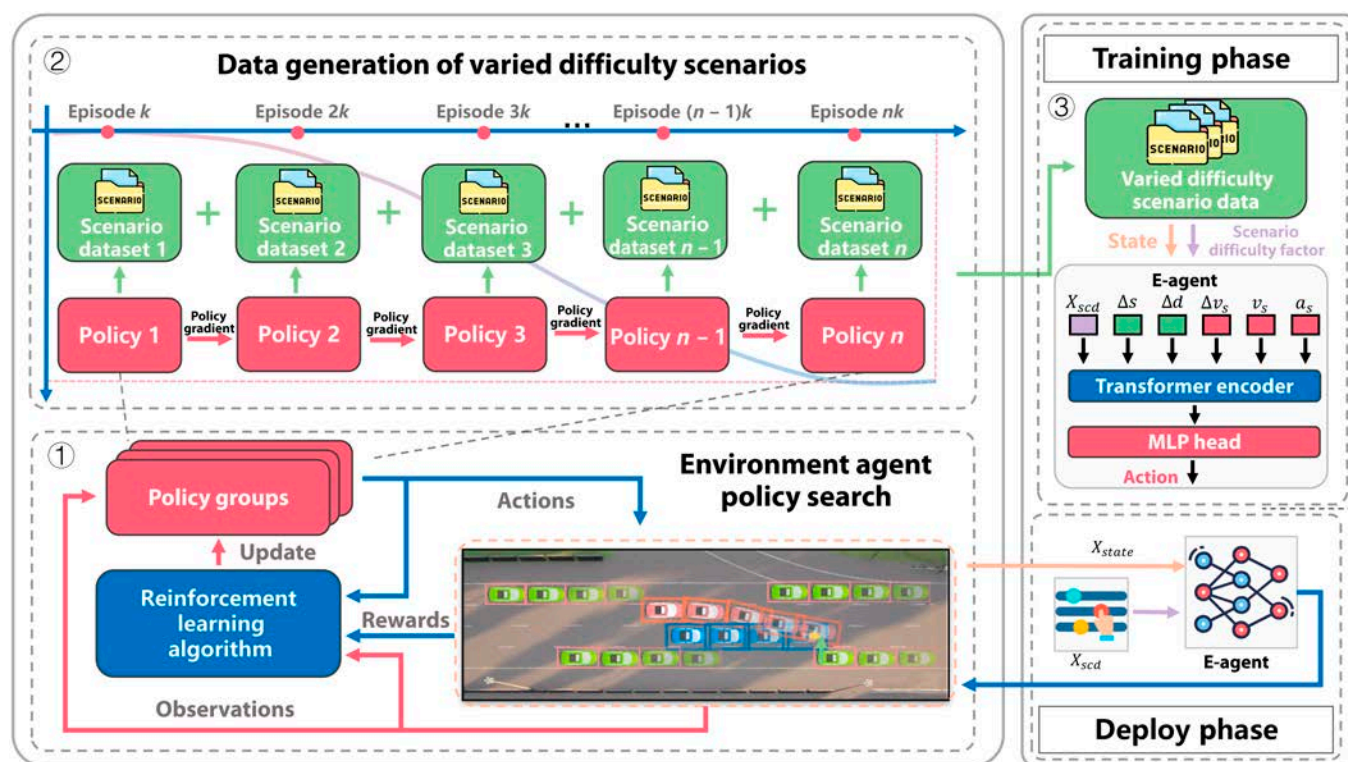 ②
Data generation of varied difficulty scenarios
Episode k
Episode 2k
Episode 3k
...
Episode (n – 1)k
Episode nk
SCENARIO
Scenario
dataset 1
+
SCENARIO
Scenario
dataset 2
+
SCENARIO
Scenario
dataset 3
+
SCENARIO
Scenario
dataset n – 1
+
SCENARIO
Scenario
dataset n
Policy 1
Policy
gradient
Policy 2
Policy
gradient
Policy 3
Policy
gradient
Policy n – 1
Policy
gradient
Policy n
①
Environment agent
policy search
Policy groups
Actions
Update
Reinforcement
learning
algorithm
Rewards
Observations
Training phase
③
SCENARIO
Varied difficulty
scenario data
State
Scenario
difficulty factor
E-agent
X_scd Δs Δd Δv_s v_s a_s
Transformer encoder
MLP head
Action
X_state
X_scd
E-agent
Deploy phase